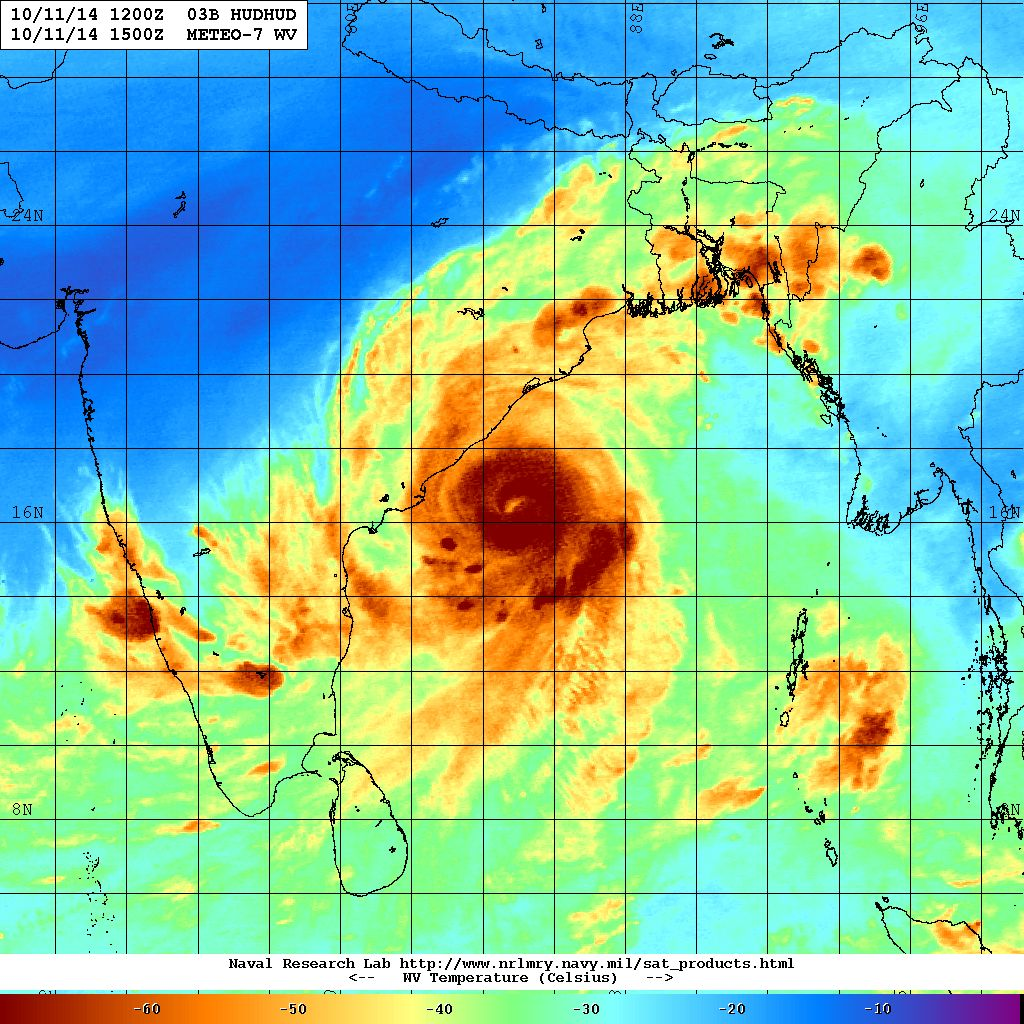 10/11/14 1200Z 03B HUDHUD
10/11/14 1500Z METEO-7 WV
80E 88E 96E
24N 24N
16N 16N
8N 8N
Naval Research Lab http://www.nrlmry.navy.mil/sat_products.html
<-- WV Temperature (Celsius) -->
-60 -50 -40 -30 -20 -10